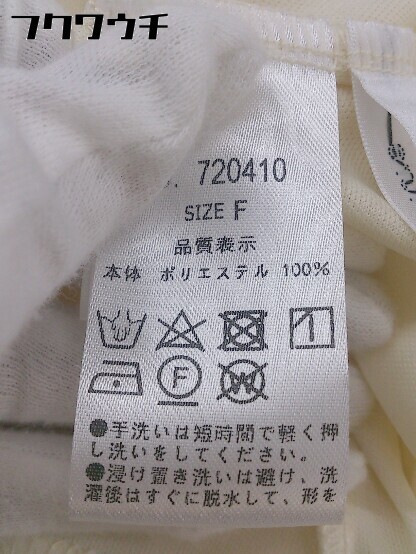 フクワウチ
720410
SIZE F
品質表示
本体 ポリエステル 100%
F
W
●手洗いは短時間で軽く押
し洗いをしてください。
●浸け置き洗いは避け、洗
濯後はすぐに脱水して、形を